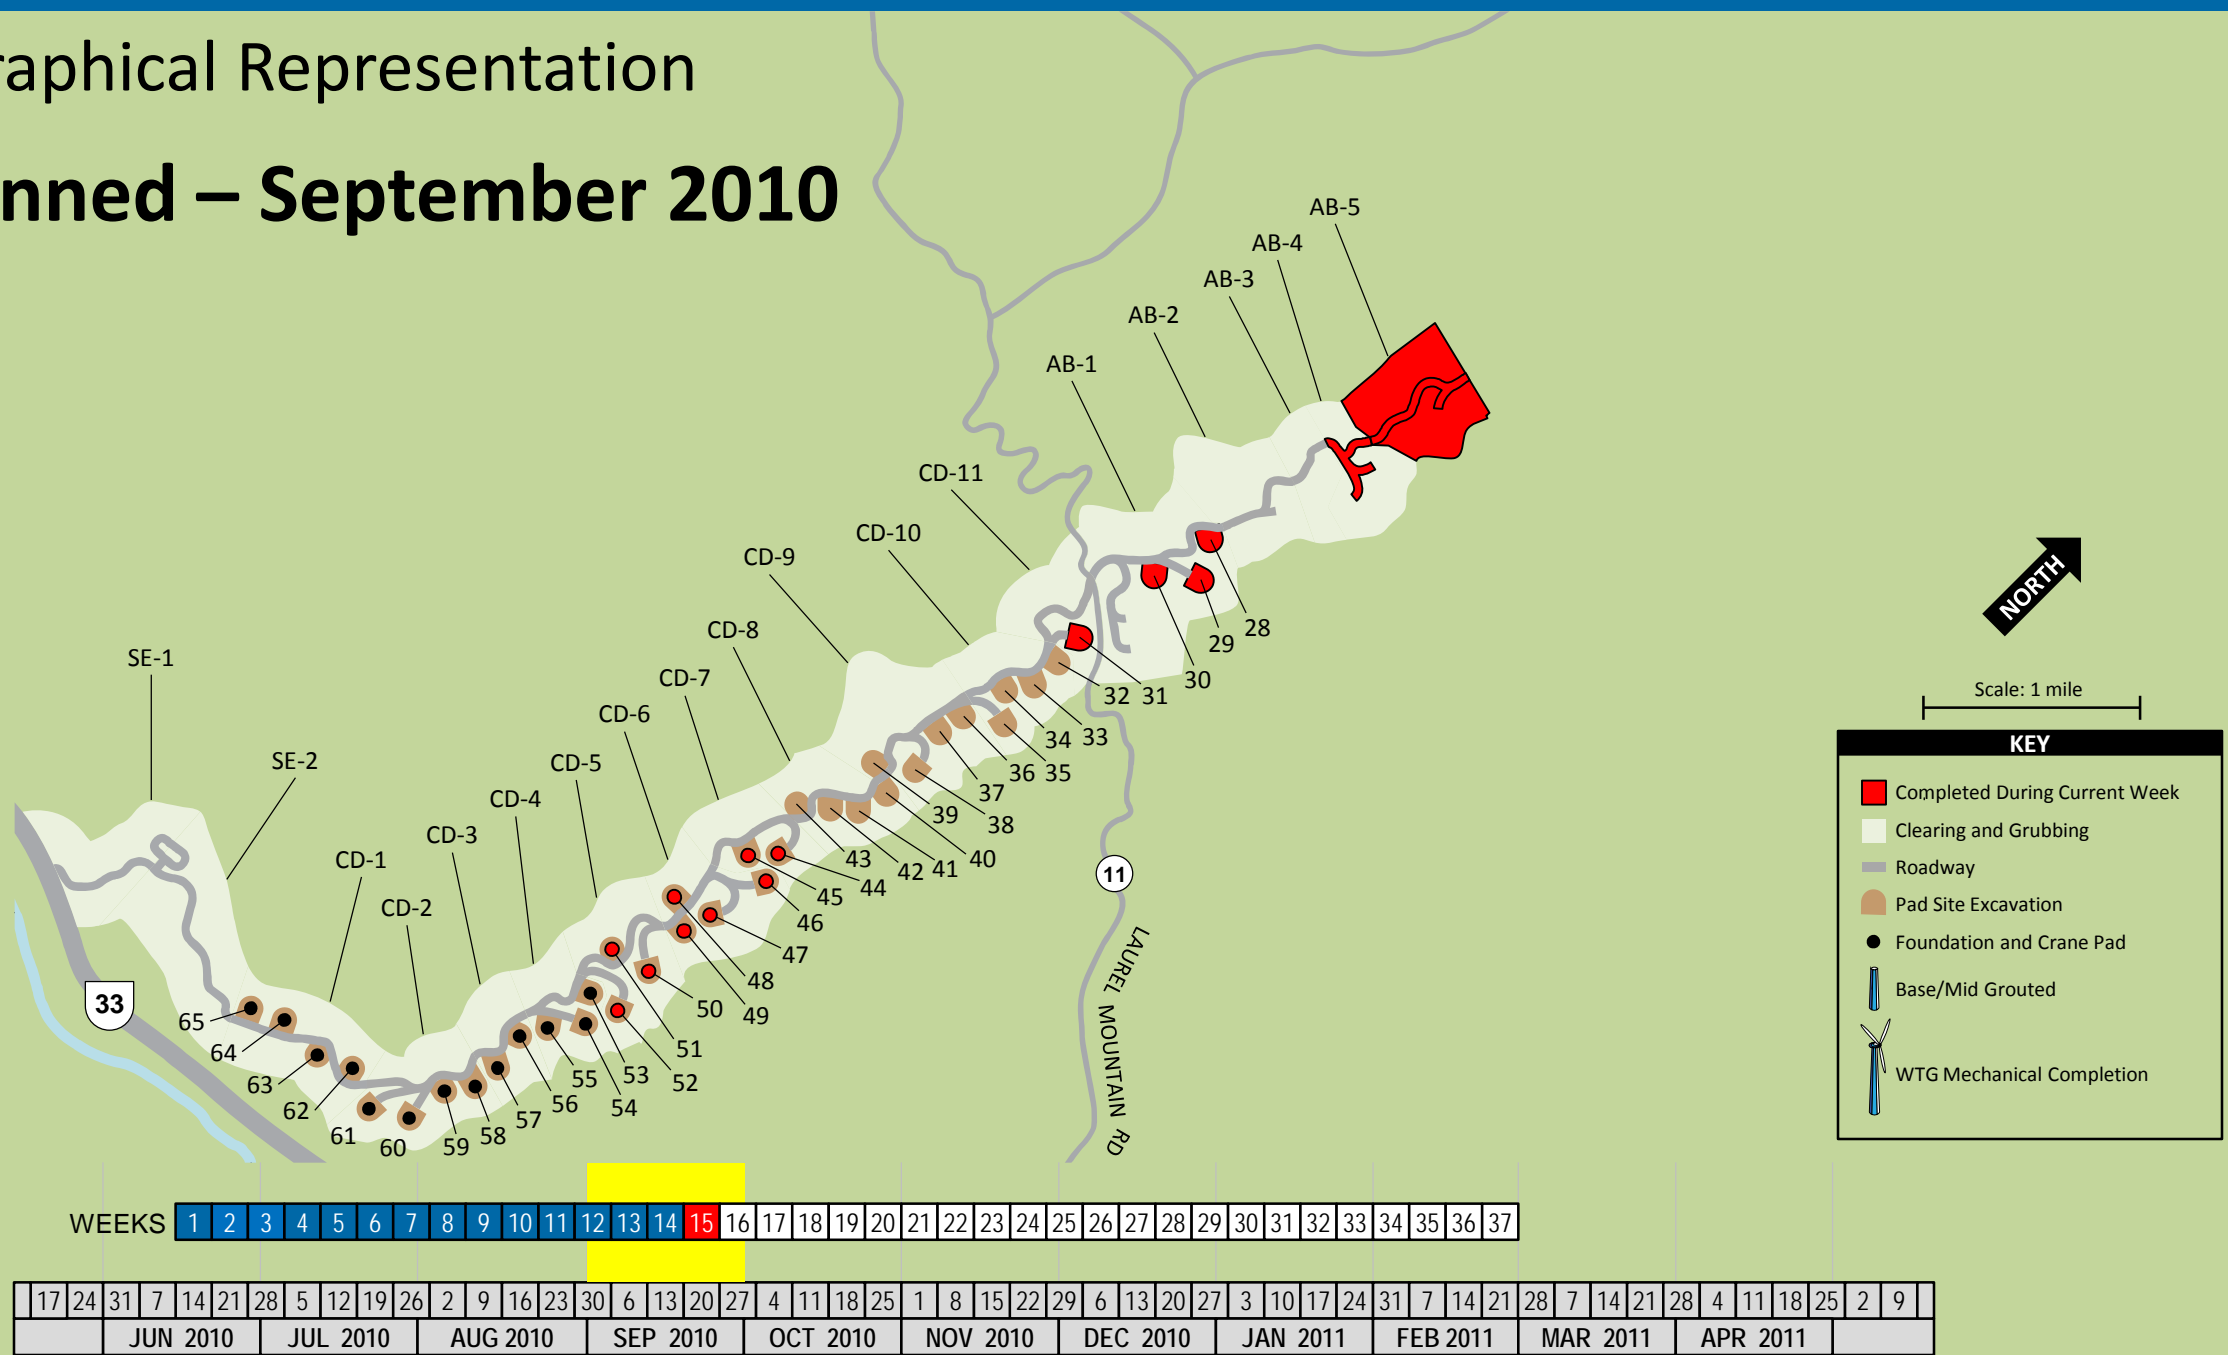 raphical Representation
nned – September 2010
AB-5
AB-4
AB-3
AB-2
AB-1
CD-11
CD-10
CD-9
CD-8
CD-7
CD-6
CD-5
CD-4
CD-3
CD-2
CD-1
SE-2
SE-1
28
29
30
31
32
33
34
35
36
37
38
39
40
41
42
43
44
45
46
47
48
49
50
51
52
53
54
55
56
57
58
59
60
61
62
63
64
65
33
11
LAUREL MOUNTAIN RD
NORTH
Scale: 1 mile
KEY
Completed During Current Week
Clearing and Grubbing
Roadway
Pad Site Excavation
Foundation and Crane Pad
Base/Mid Grouted
WTG Mechanical Completion
WEEKS 1 2 3 4 5 6 7 8 9 10 11 12 13 14 15 16 17 18 19 20 21 22 23 24 25 26 27 28 29 30 31 32 33 34 35 36 37
17 24 31 7 14 21 28 5 12 19 26 2 9 16 23 30 6 13 20 27 4 11 18 25 1 8 15 22 29 6 13 20 27 3 10 17 24 31 7 14 21 28 7 14 21 28 4 11 18 25 2 9
JUN 2010 JUL 2010 AUG 2010 SEP 2010 OCT 2010 NOV 2010 DEC 2010 JAN 2011 FEB 2011 MAR 2011 APR 2011